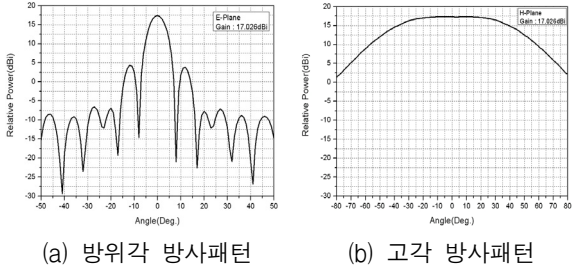 20
15
10
5
0
-5
-10
-15
-20
-25
-30
Relative Power(dBi)
E-Plane
Gain : 17.026dBi
-50 -40 -30 -20 -10 0 10 20 30 40 50
Angle(Deg.)
(a) 방위각 방사패턴
20
15
10
5
0
-5
-10
-15
-20
-25
-30
Relative Power(dBi)
H-Plane
Gain : 17.026dBi
-80 -70 -60 -50 -40 -30 -20 -10 0 10 20 30 40 50 60 70 80
Angle(Deg.)
(b) 고각 방사패턴